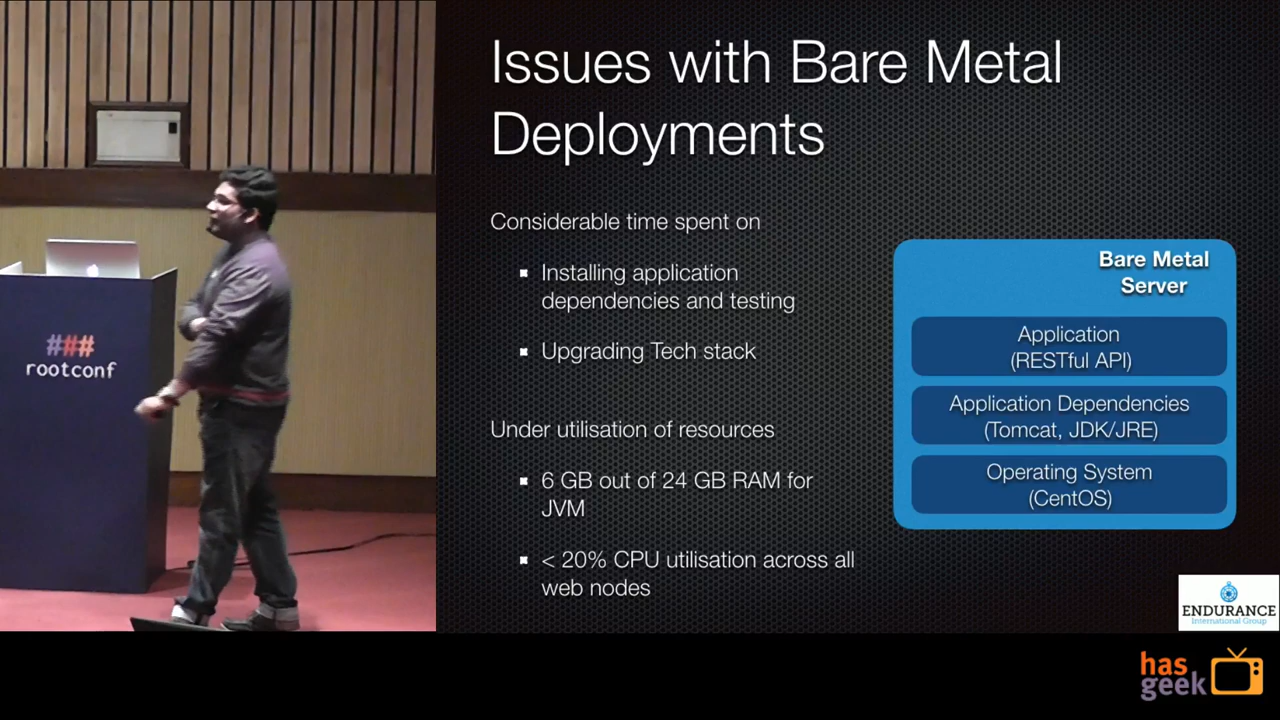 Issues with Bare Metal
Deployments
Considerable time spent on
Installing application
dependencies and testing
Upgrading Tech stack
Under utilisation of resources
6 GB out of 24 GB RAM for
JVM
< 20% CPU utilisation across all
web nodes
Bare Metal
Server
Application
(RESTful API)
Application Dependencies
(Tomcat, JDK/JRE)
Operating System
(CentOS)
###
rootconf
ENDURANCE
International Group
has
geek